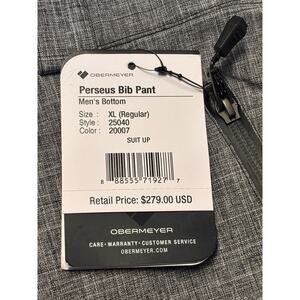 OBERMEYER
Perseus Bib Pant
Men's Bottom
Size : XL (Regular)
Style : 25040
Color : 20007
SUIT UP
8 88555 71927 7
Retail Price: $279.00 USD
OBERMEYER
CARE • WARRANTY • CUSTOMER SERVICE
OBERMEYER.COM